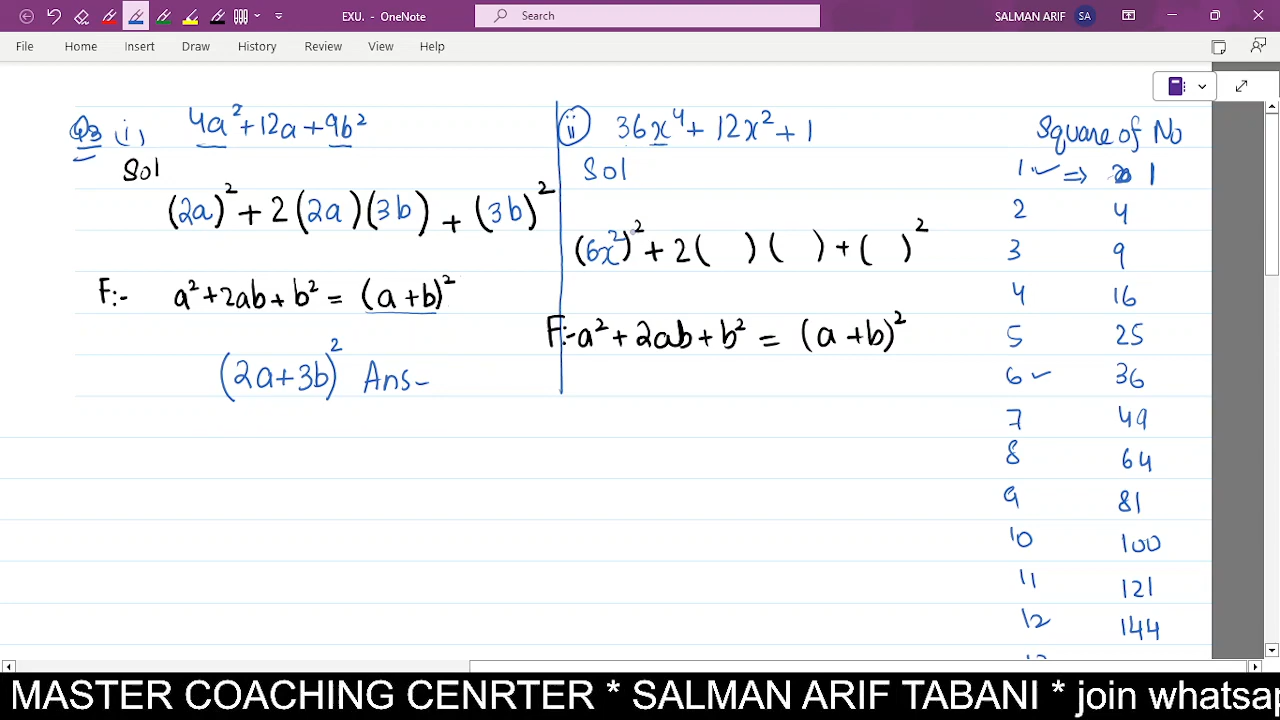 EXU. - OneNote
Search
SALMAN ARIF SA
File Home Insert Draw History Review View Help
Q3 (i) 4a²+12a+9b²
Sol
(2a)² + 2(2a)(3b) + (3b)²
F:- a²+2ab+b² = (a+b)²
(2a+3b)² Ans-
ii 36x⁴ + 12x² + 1
Sol
(6x²)² + 2( )( ) + ( )²
F:- a² + 2ab + b² = (a+b)²
Square of No
1 ✓ ⇒ 1
2 4
3 9
4 16
5 25
6 ✓ 36
7 49
8 64
9 81
10 100
11 121
12 144
MASTER COACHING CENRTER * SALMAN ARIF TABANI * join whatsap